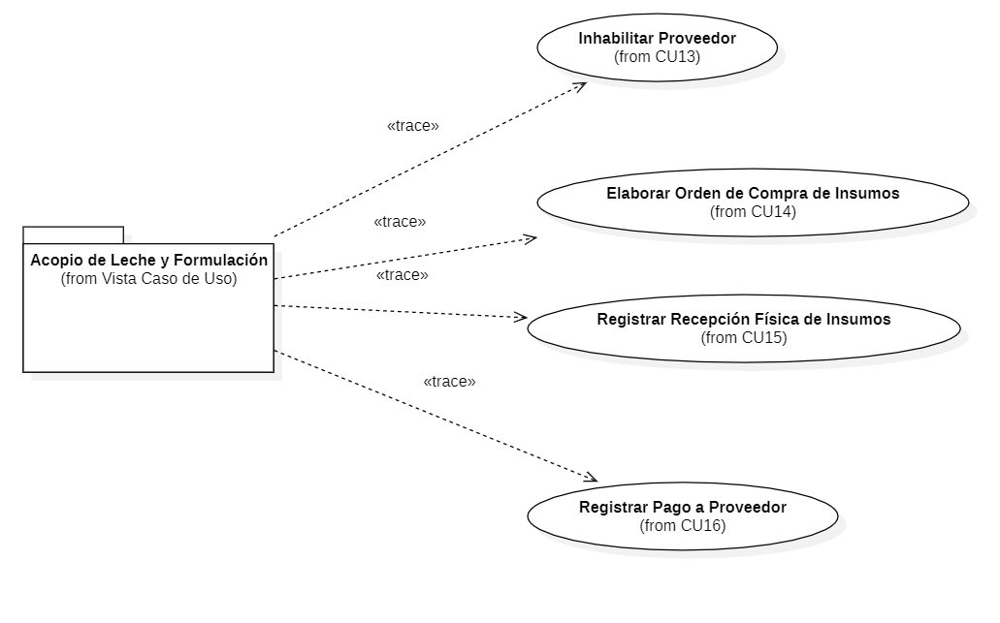 Inhabilitar Proveedor
(from CU13)
«trace»
Elaborar Orden de Compra de Insumos
(from CU14)
«trace»
Acopio de Leche y Formulación
(from Vista Caso de Uso)
«trace»
Registrar Recepción Física de Insumos
(from CU15)
«trace»
Registrar Pago a Proveedor
(from CU16)